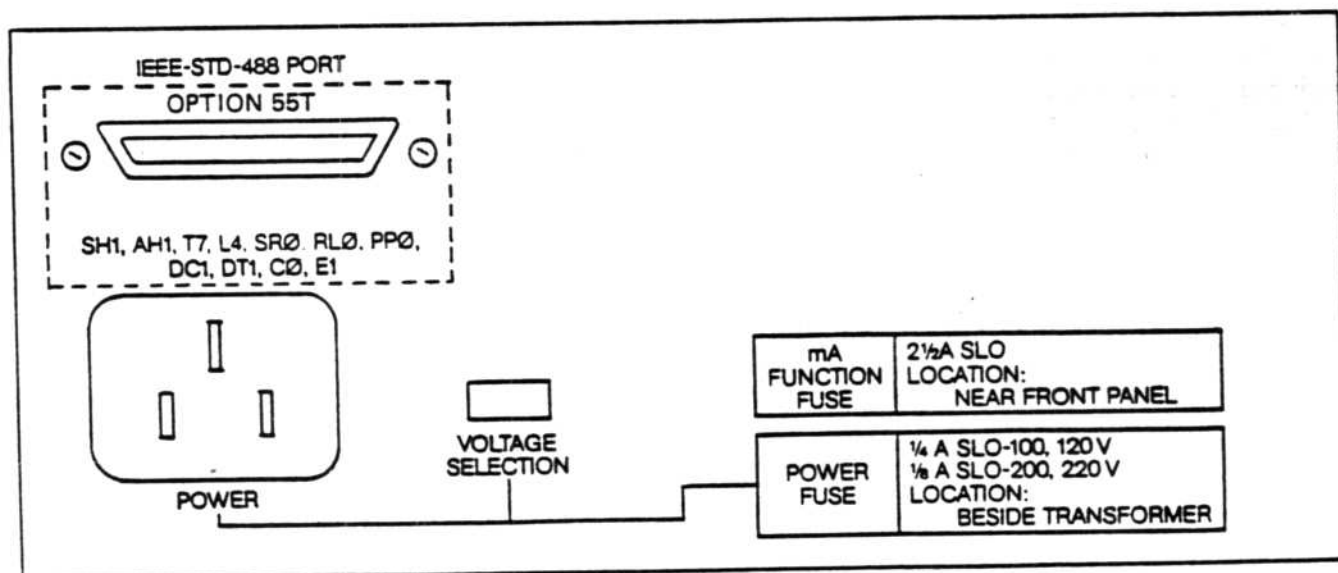 IEEE-STD-488 PORT
OPTION 55T
SH1, AH1, T7, L4, SRØ, RLØ, PPØ,
DC1, DT1, CØ, E1
POWER
VOLTAGE
SELECTION
mA
FUNCTION
FUSE
2½A SLO
LOCATION:
NEAR FRONT PANEL
POWER
FUSE
¼ A SLO-100, 120 V
⅛ A SLO-200, 220 V
LOCATION:
BESIDE TRANSFORMER